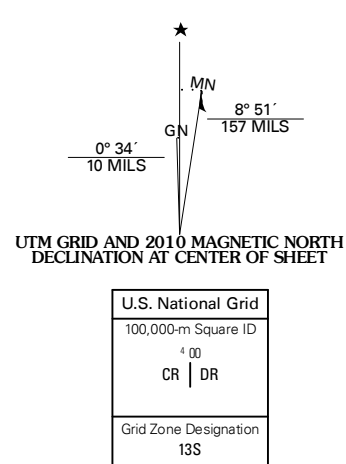 MN
GN
8° 51´
157 MILS
0° 34´
10 MILS
UTM GRID AND 2010 MAGNETIC NORTH
DECLINATION AT CENTER OF SHEET
U.S. National Grid
100,000-m Square ID
4 00
CR | DR
Grid Zone Designation
13S